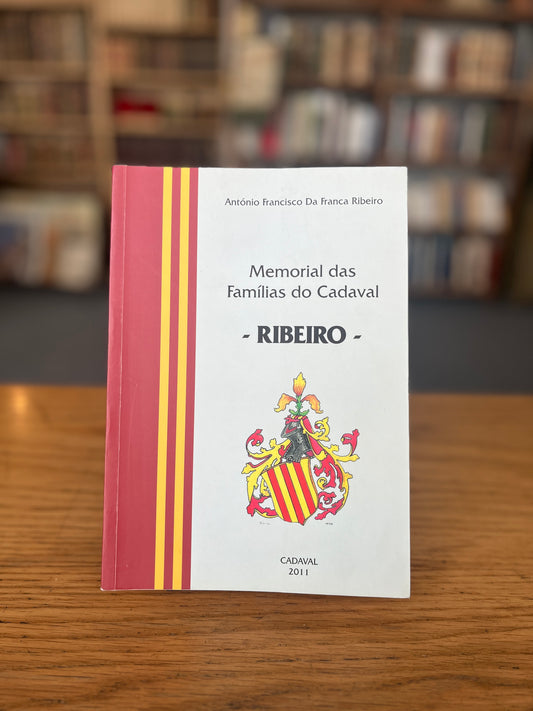 António Francisco Da Franca Ribeiro
Memorial das
Famílias do Cadaval
- RIBEIRO -
CADAVAL
2011